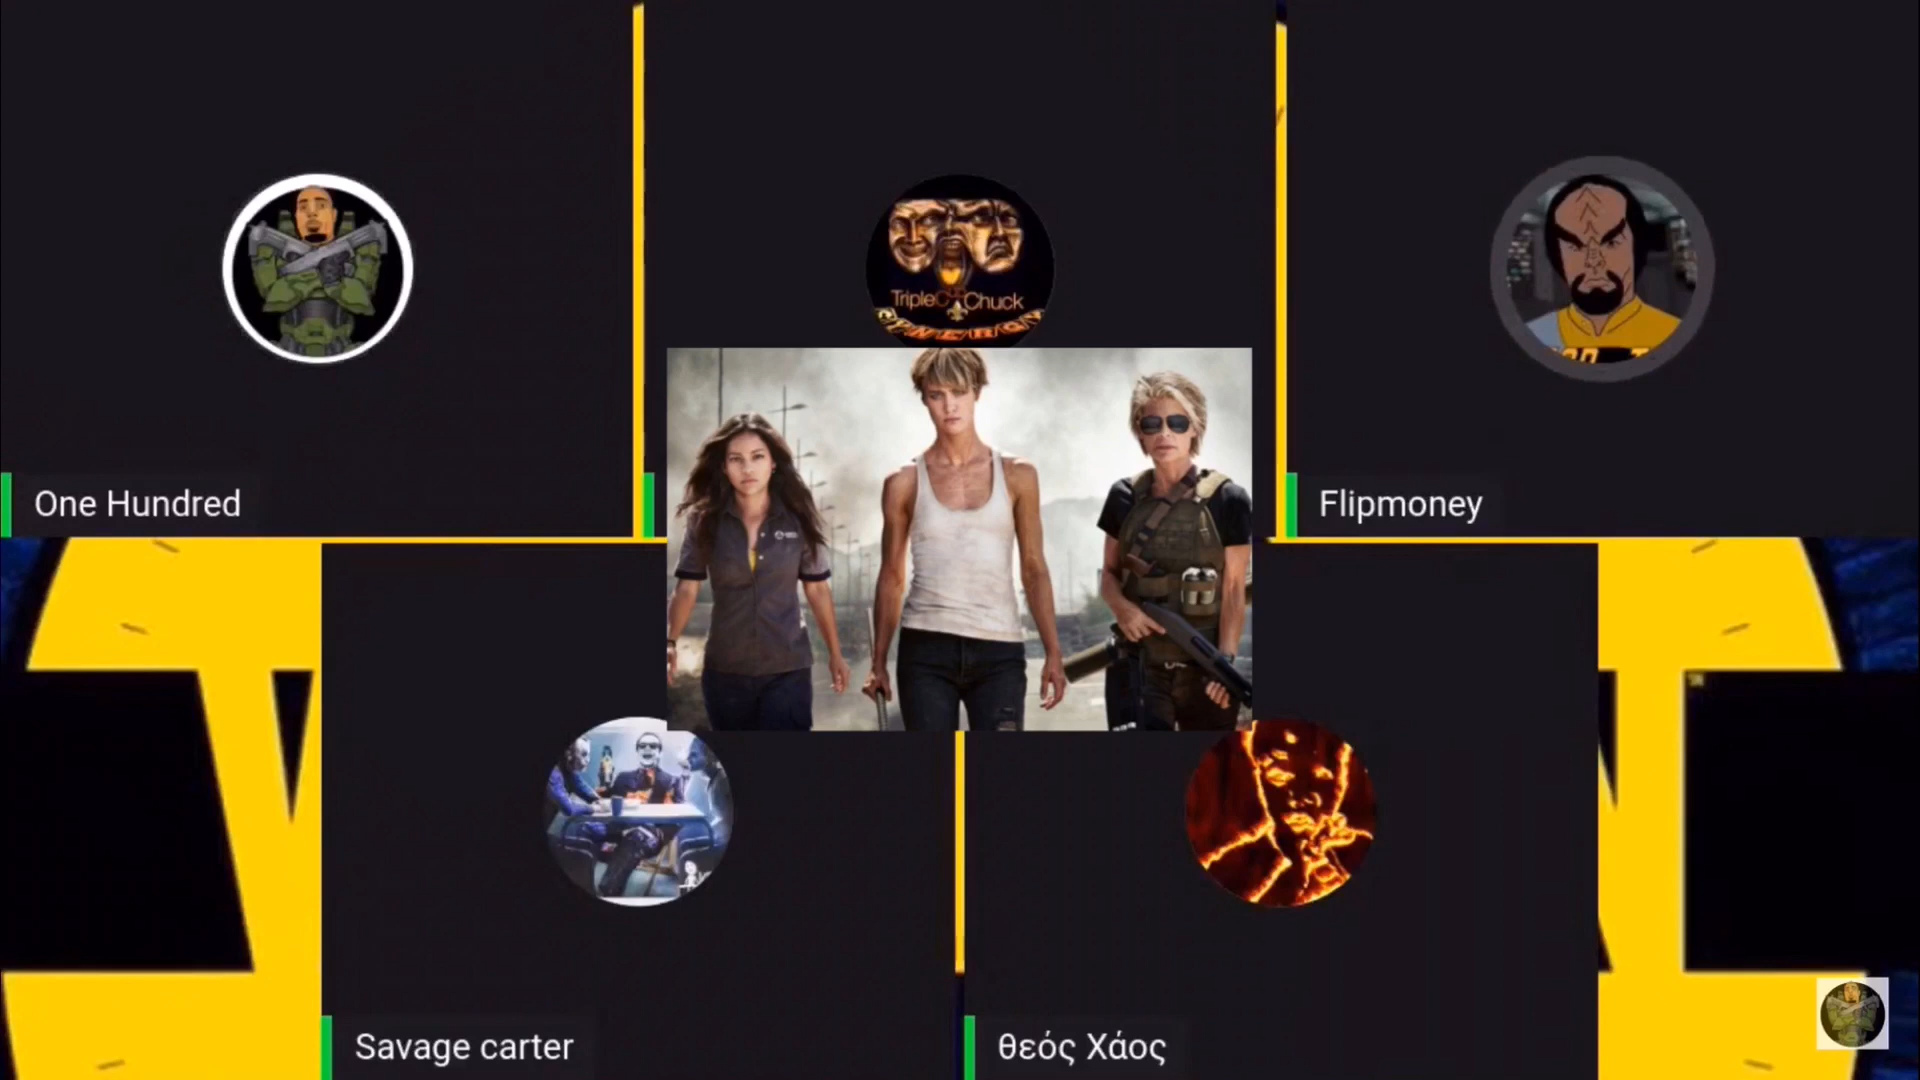 TripleC Chuck
One Hundred
Flipmoney
Savage carter
θεός Χάος